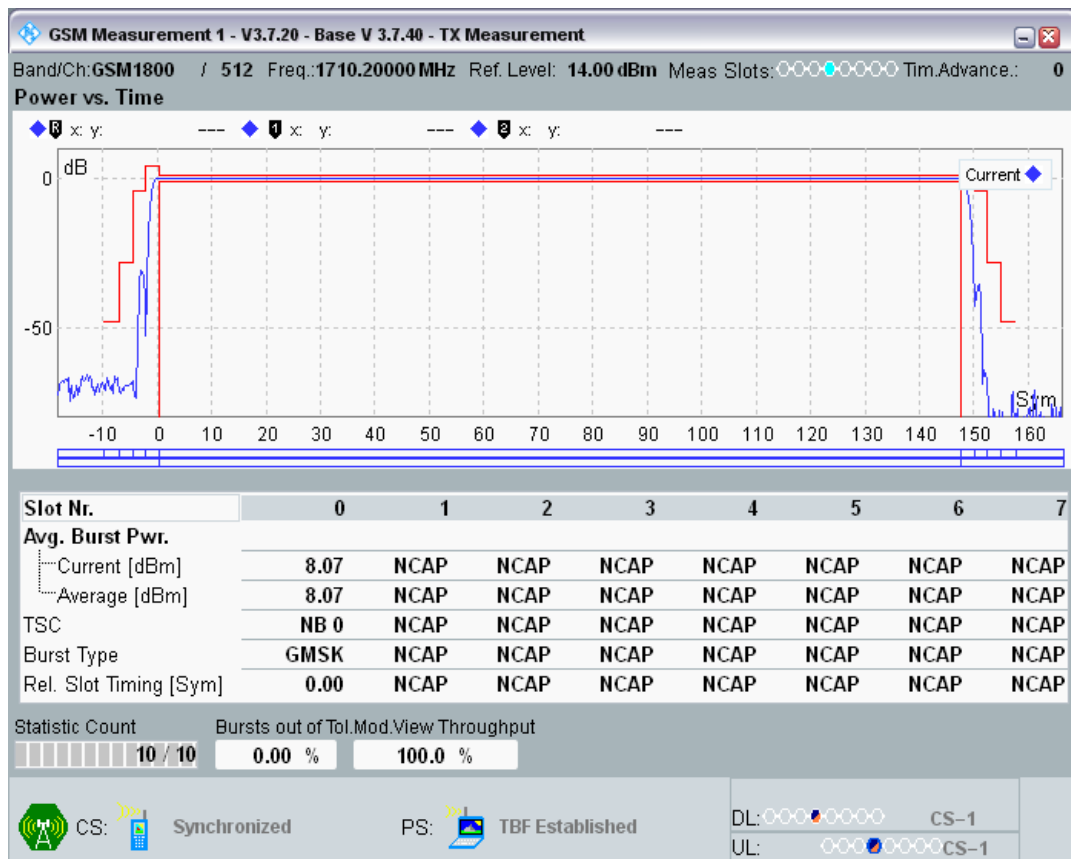 GSM Measurement 1 - V3.7.20 - Base V 3.7.40 - TX Measurement
Band/Ch:GSM1800 / 512 Freq.:1710.20000 MHz Ref. Level: 14.00 dBm Meas Slots: Tim.Advance.: 0
Power vs. Time
R x: y: --- 1 x: y: --- 2 x: y: ---
dB
Current
0
-50
Sym
-10 0 10 20 30 40 50 60 70 80 90 100 110 120 130 140 150 160
Slot Nr. 0 1 2 3 4 5 6 7
Avg. Burst Pwr.
Current [dBm] 8.07 NCAP NCAP NCAP NCAP NCAP NCAP NCAP
Average [dBm] 8.07 NCAP NCAP NCAP NCAP NCAP NCAP NCAP
TSC NB 0 NCAP NCAP NCAP NCAP NCAP NCAP NCAP
Burst Type GMSK NCAP NCAP NCAP NCAP NCAP NCAP NCAP
Rel. Slot Timing [Sym] 0.00 NCAP NCAP NCAP NCAP NCAP NCAP NCAP
Statistic Count Bursts out of Tol.Mod.View Throughput
10 / 10 0.00 % 100.0 %
CS: Synchronized PS: TBF Established
DL: CS-1
UL: CS-1